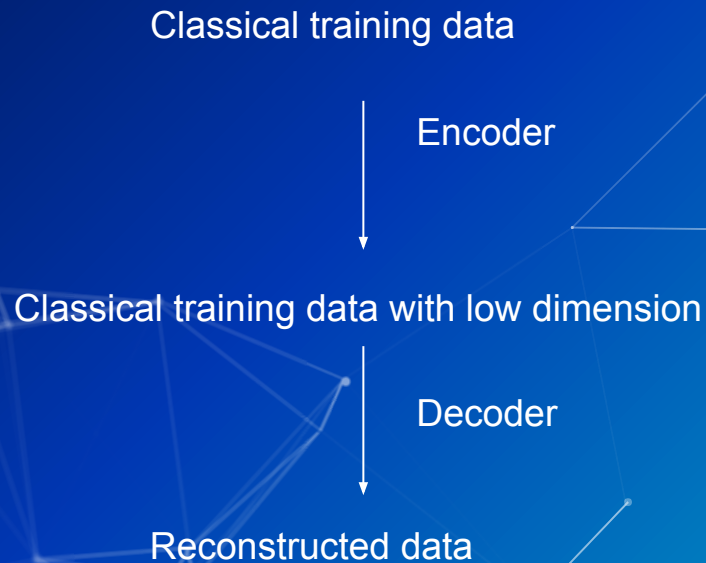 Classical training data
Encoder
Classical training data with low dimension
Decoder
Reconstructed data